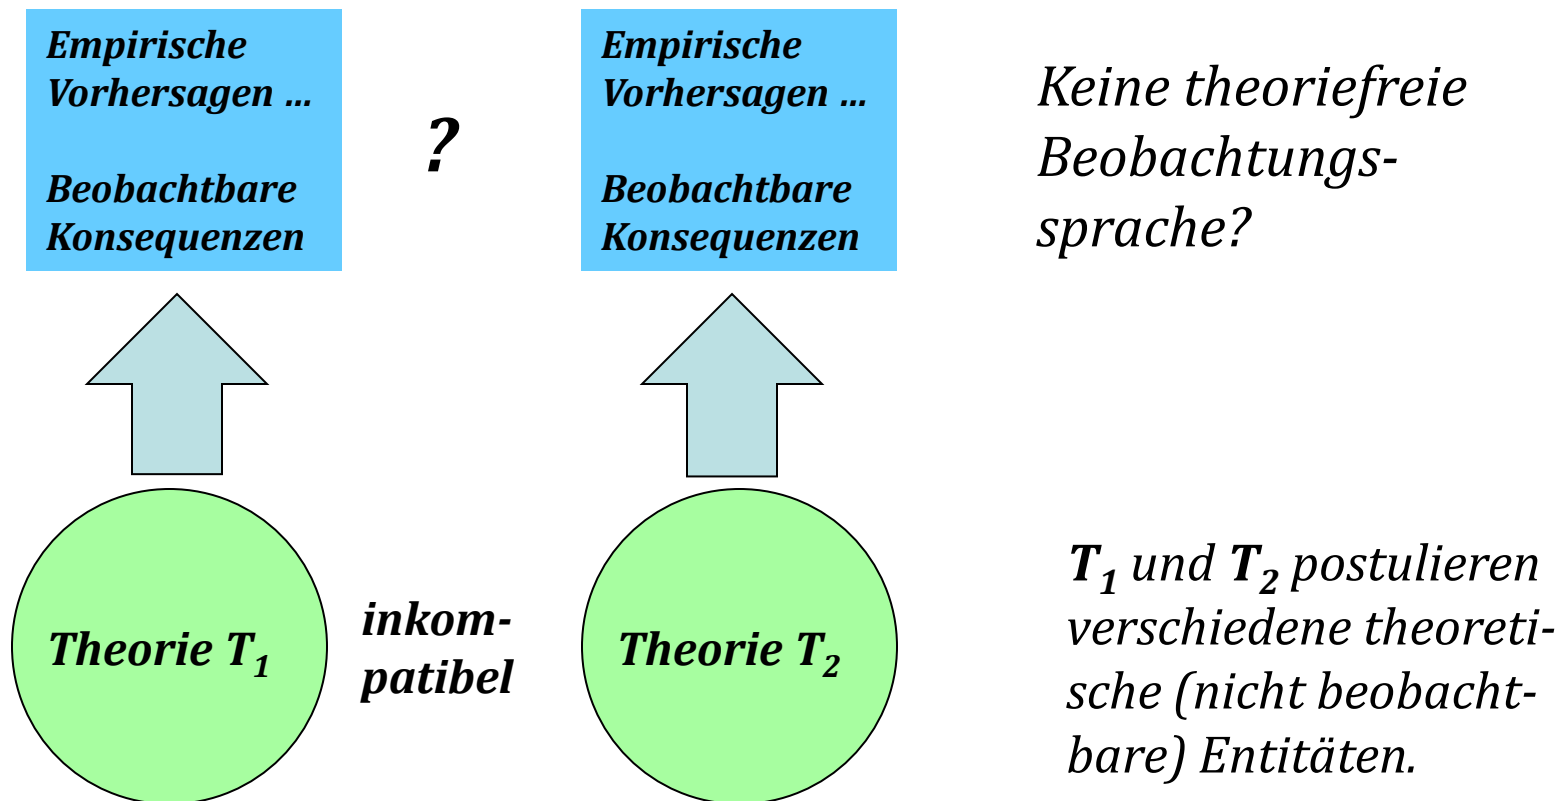 Empirische
Vorhersagen …
Beobachtbare
Konsequenzen
?
Empirische
Vorhersagen …
Beobachtbare
Konsequenzen
Keine theoriefreie
Beobachtungs-
sprache?
Theorie T₁
inkom-
patibel
Theorie T₂
T₁ und T₂ postulieren
verschiedene theoreti-
sche (nicht beobacht-
bare) Entitäten.